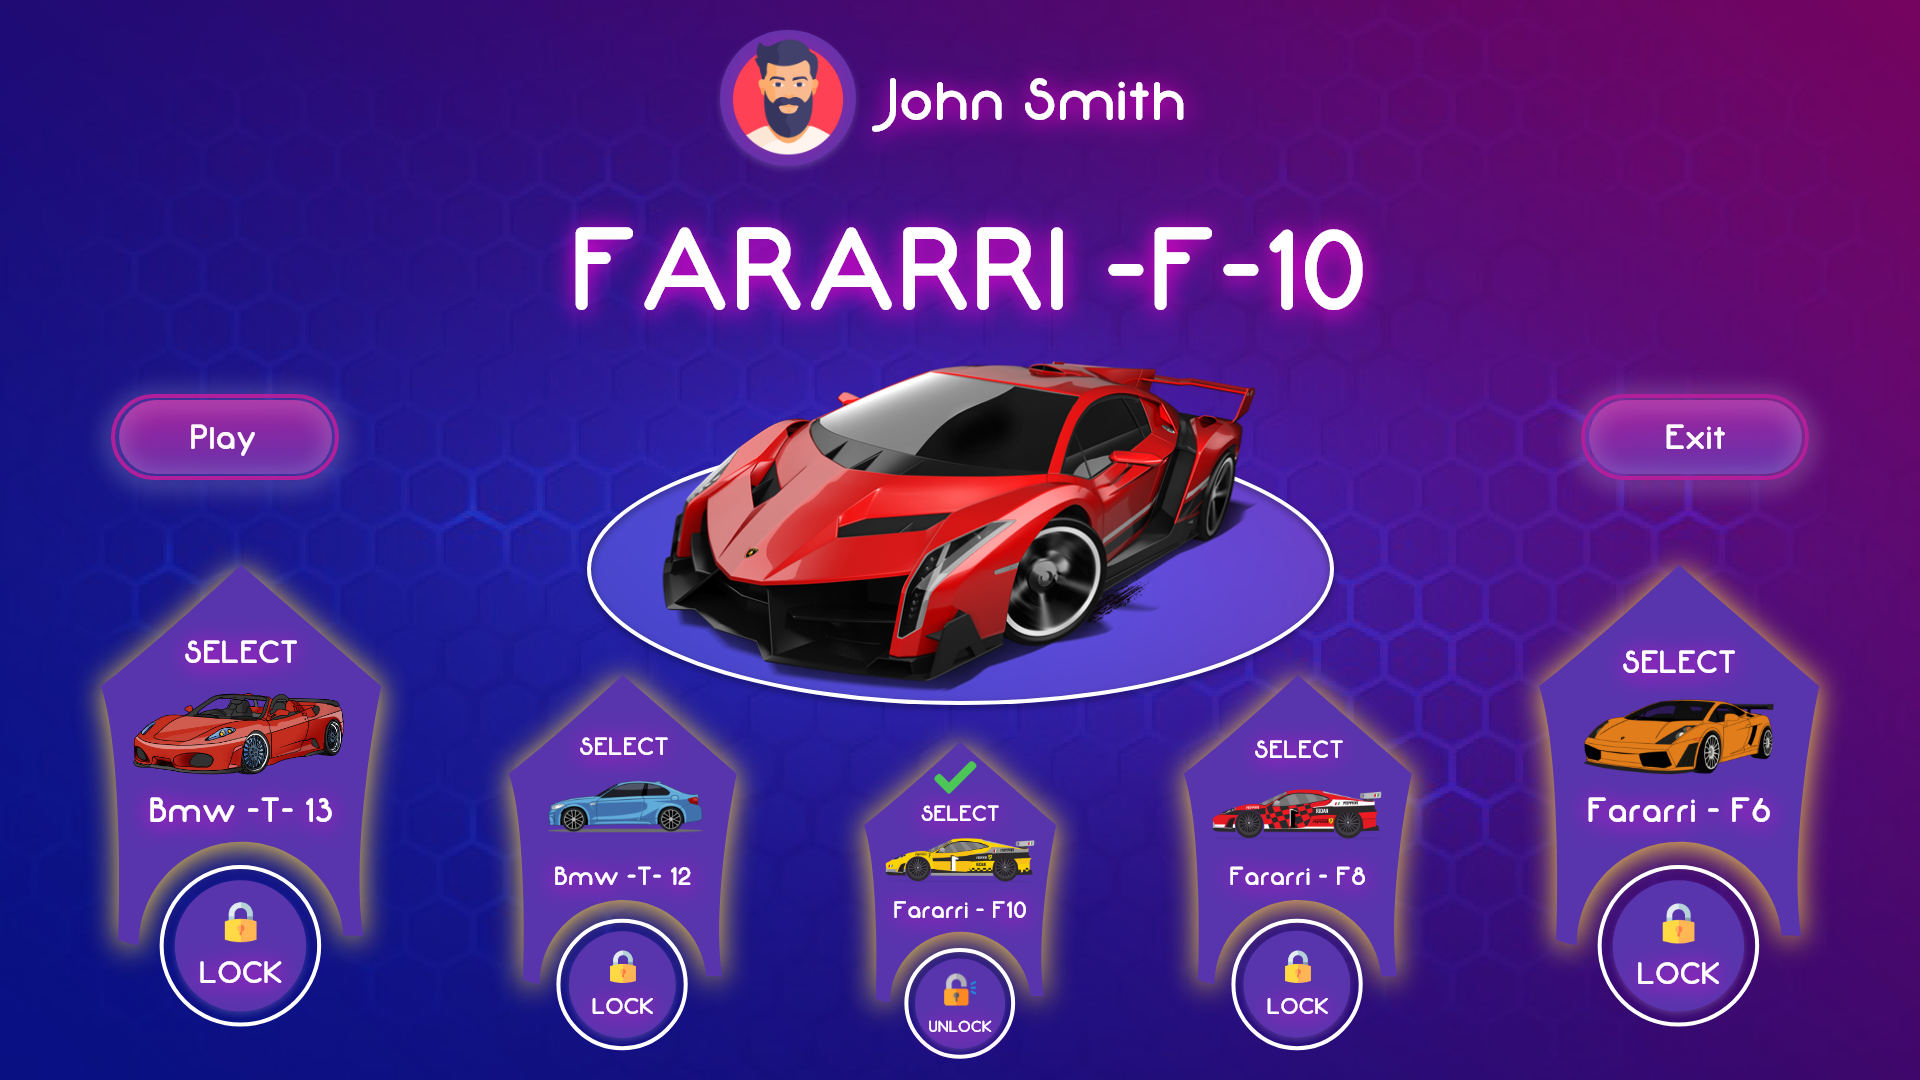 John Smith
FARARRI -F-10
Play
Exit
SELECT
Bmw -T- 13
LOCK
SELECT
Bmw -T- 12
LOCK
SELECT
Fararri - F10
UNLOCK
SELECT
Fararri - F8
LOCK
SELECT
Fararri - F6
LOCK